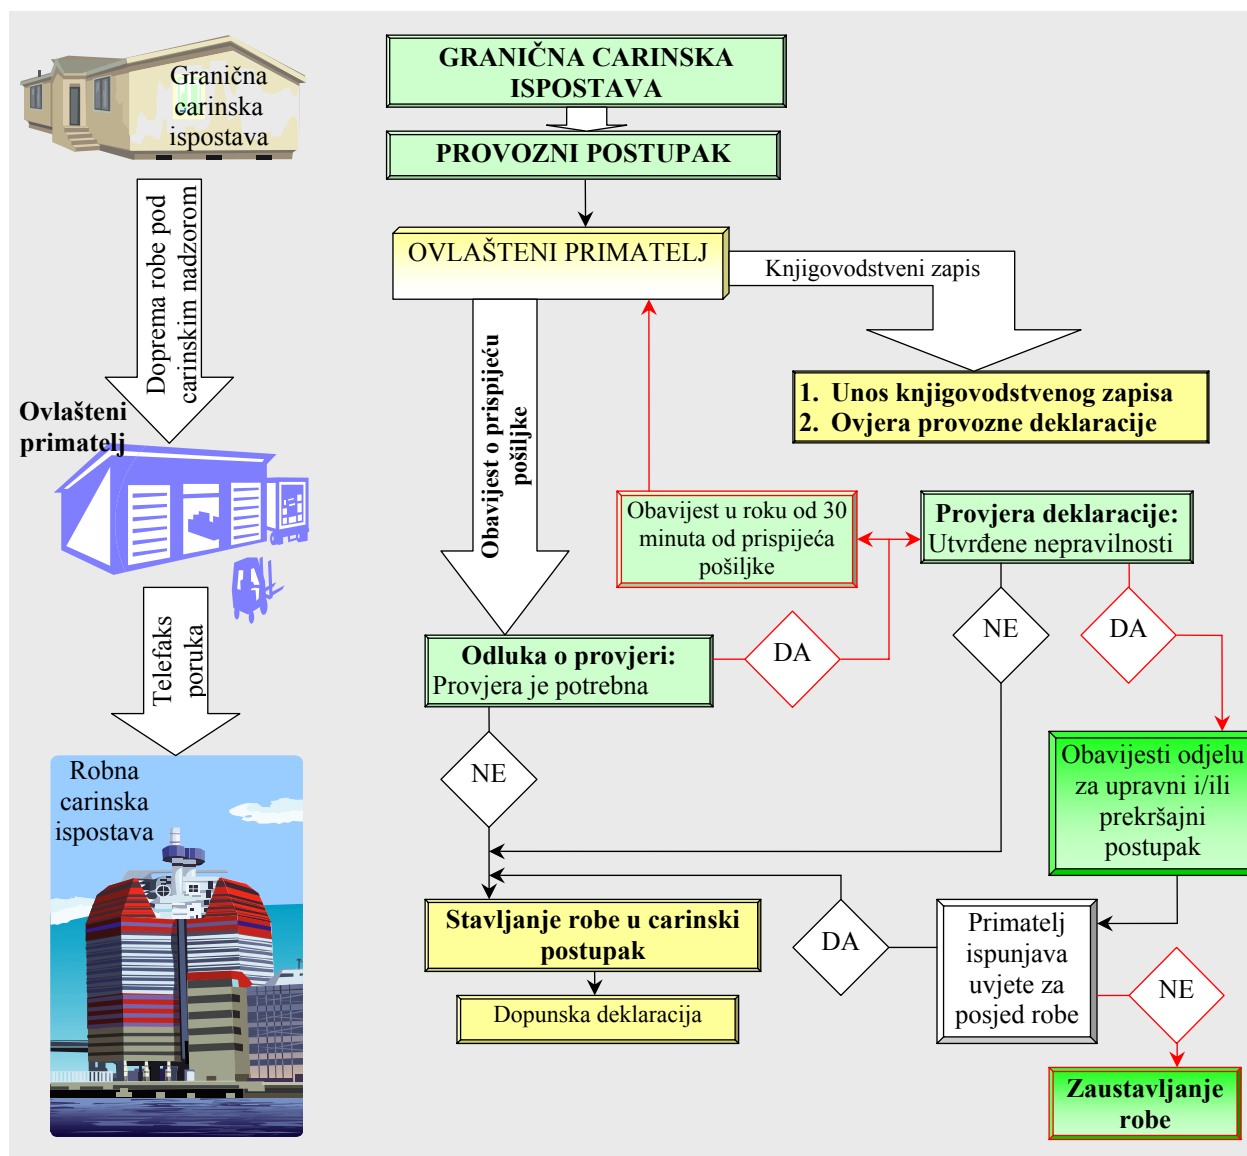 Granična
carinska
ispostava
Doprema robe pod
carinskim nadzorom
Ovlašteni
primatelj
Telefaks
poruka
Robna
carinska
ispostava
GRANIČNA CARINSKA
ISPOSTAVA
PROVOZNI POSTUPAK
OVLAŠTENI PRIMATELJ
Knjigovodstveni zapis
1. Unos knjigovodstvenog zapisa
2. Ovjera provozne deklaracije
Obavijest o prispijeću
pošiljke
Obavijest u roku od 30
minuta od prispijeća
pošiljke
Provjera deklaracije:
Utvrđene nepravilnosti
NE
DA
Odluka o provjeri:
Provjera je potrebna
DA
NE
Obavijesti odjelu
za upravni i/ili
prekršajni
postupak
Stavljanje robe u carinski
postupak
DA
Primatelj
ispunjava
uvjete za
posjed robe
NE
Dopunska deklaracija
Zaustavljanje
robe